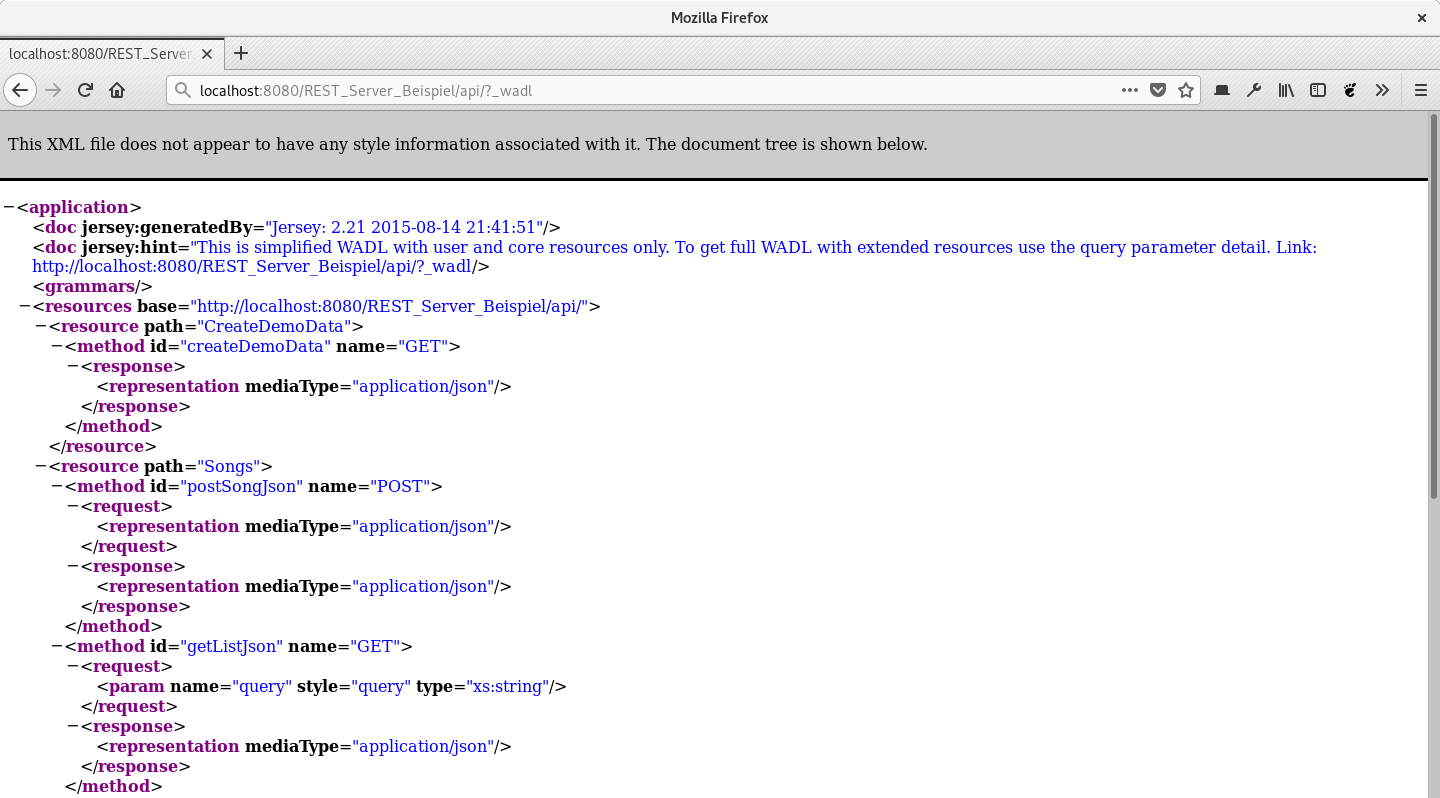 Mozilla Firefox
localhost:8080/REST_Server
localhost:8080/REST_Server_Beispiel/api/?_wadl
This XML file does not appear to have any style information associated with it. The document tree is shown below.
−<application>
<doc jersey:generatedBy="Jersey: 2.21 2015-08-14 21:41:51"/>
<doc jersey:hint="This is simplified WADL with user and core resources only. To get full WADL with extended resources use the query parameter detail. Link:
http://localhost:8080/REST_Server_Beispiel/api/?_wadl/>
<grammars/>
−<resources base="http://localhost:8080/REST_Server_Beispiel/api/">
−<resource path="CreateDemoData">
−<method id="createDemoData" name="GET">
−<response>
<representation mediaType="application/json"/>
</response>
</method>
</resource>
−<resource path="Songs">
−<method id="postSongJson" name="POST">
−<request>
<representation mediaType="application/json"/>
</request>
−<response>
<representation mediaType="application/json"/>
</response>
</method>
−<method id="getListJson" name="GET">
−<request>
<param name="query" style="query" type="xs:string"/>
</request>
−<response>
<representation mediaType="application/json"/>
</response>
</method>